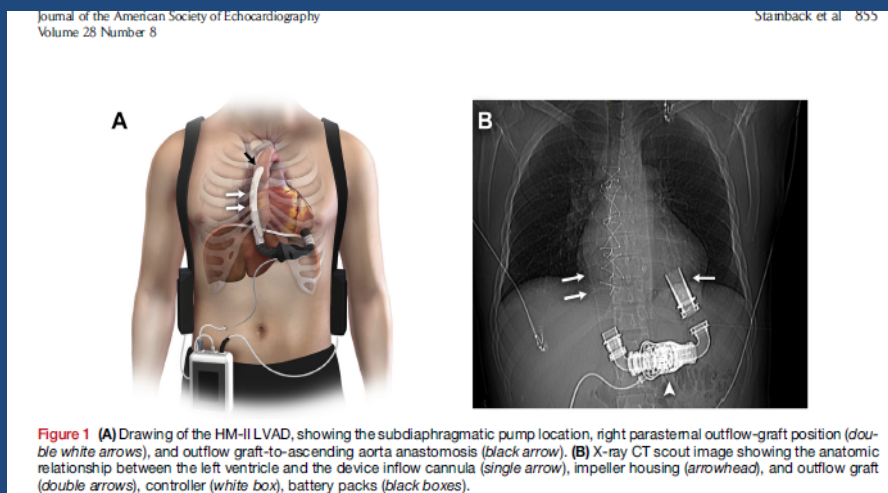 Journal of the American Society of Echocardiography
Volume 28 Number 8
Stainback et al 855
A
B
Figure 1 (A) Drawing of the HM-II LVAD, showing the subdiaphragmatic pump location, right parasternal outflow-graft position (dou-
ble white arrows), and outflow graft-to-ascending aorta anastomosis (black arrow). (B) X-ray CT scout image showing the anatomic
relationship between the left ventricle and the device inflow cannula (single arrow), impeller housing (arrowhead), and outflow graft
(double arrows), controller (white box), battery packs (black boxes).